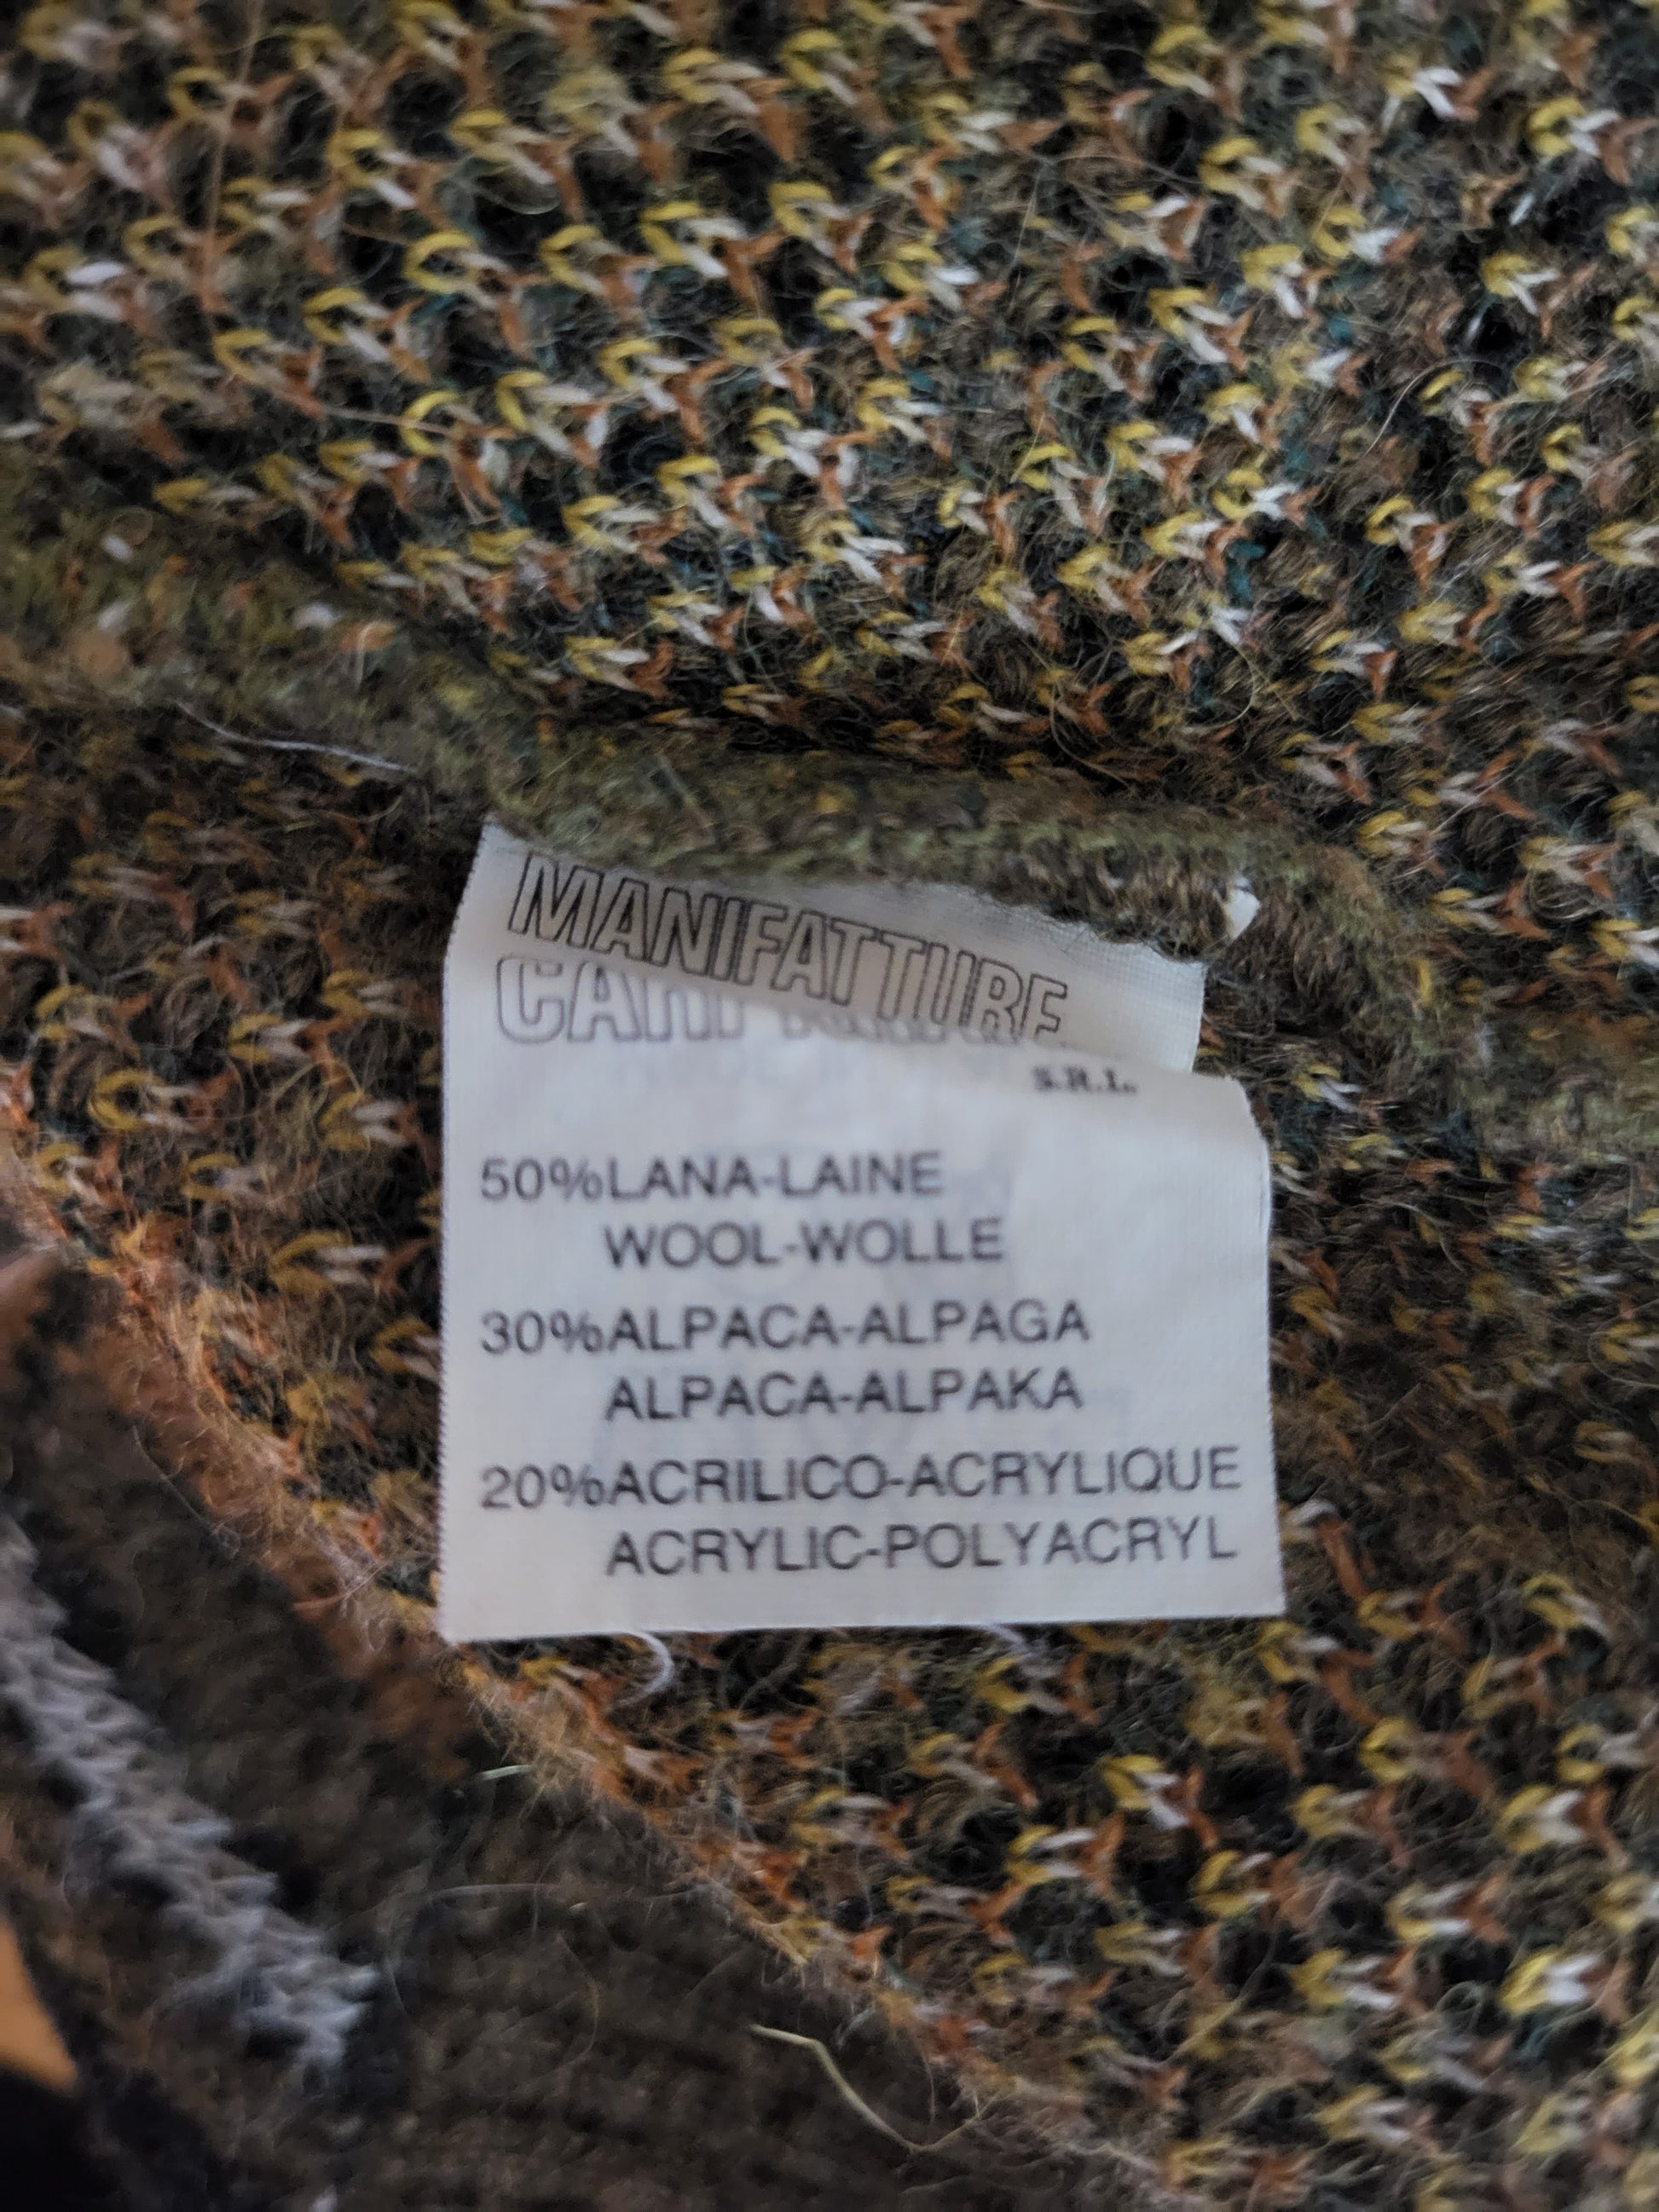 MANIFATTURE
S.R.L.
50%LANA-LAINE
WOOL-WOLLE
30%ALPACA-ALPAGA
ALPACA-ALPAKA
20%ACRILICO-ACRYLIQUE
ACRYLIC-POLYACRYL